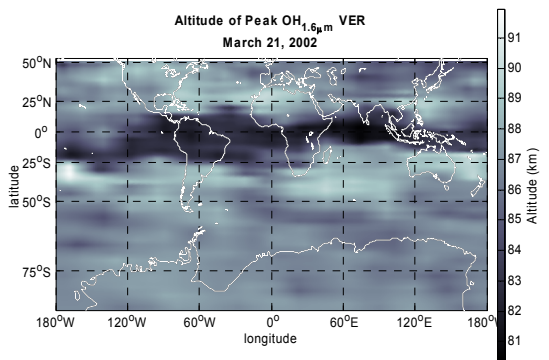 Altitude of Peak OH1.6μm VER
March 21, 2002
50°N
25°N
0°
25°S
50°S
75°S
latitude
180°W 120°W 60°W 0° 60°E 120°E 180°W
longitude
91
90
89
88
87
86
85
84
83
82
81
Altitude (km)